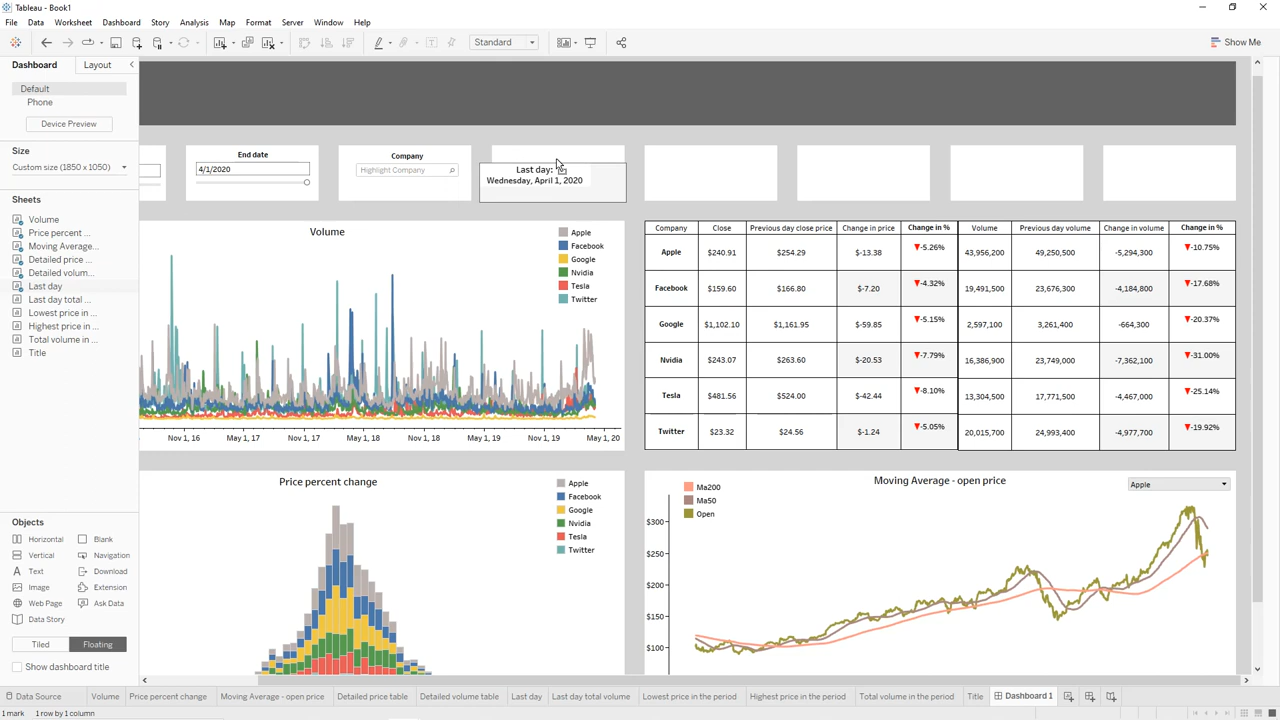 Tableau - Book1
File Data Worksheet Dashboard Story Analysis Map Format Server Window Help
Standard
Show Me
Dashboard Layout
Default
Phone
Device Preview
Size
Custom size (1850 x 1050)
Sheets
Volume
Price percent ...
Moving Average...
Detailed price ...
Detailed volum...
Last day
Last day total ...
Lowest price in ...
Highest price in ...
Total volume in ...
Title
Objects
Horizontal Blank
Vertical Navigation
Text Download
Image Extension
Web Page Ask Data
Data Story
Tiled Floating
Show dashboard title
End date
4/1/2020
Company
Highlight Company
Last day:
Wednesday, April 1, 2020
Volume
Apple
Facebook
Google
Nvidia
Tesla
Twitter
Nov 1, 16 May 1, 17 Nov 1, 17 May 1, 18 Nov 1, 18 May 1, 19 Nov 1, 19 May 1, 20
Company Close Previous day close price Change in price Change in % Volume Previous day volume Change in volume Change in %
Apple $240.91 $254.29 $-13.38 ▼-5.26% 43,956,200 49,250,500 -5,294,300 ▼-10.75%
Facebook $159.60 $166.80 $-7.20 ▼-4.32% 19,491,500 23,676,300 -4,184,800 ▼-17.68%
Google $1,102.10 $1,161.95 $-59.85 ▼-5.15% 2,597,100 3,261,400 -664,300 ▼-20.37%
Nvidia $243.07 $263.60 $-20.53 ▼-7.79% 16,386,900 23,749,000 -7,362,100 ▼-31.00%
Tesla $481.56 $524.00 $-42.44 ▼-8.10% 13,304,500 17,771,500 -4,467,000 ▼-25.14%
Twitter $23.32 $24.56 $-1.24 ▼-5.05% 20,015,700 24,993,400 -4,977,700 ▼-19.92%
Price percent change
Apple
Facebook
Google
Nvidia
Tesla
Twitter
Moving Average - open price
Apple
Ma200
Ma50
Open
$300
$250
$200
$150
$100
Data Source Volume Price percent change Moving Average - open price Detailed price table Detailed volume table Last day Last day total volume Lowest price in the period Highest price in the period Total volume in the period Title Dashboard 1
1 mark 1 row by 1 column